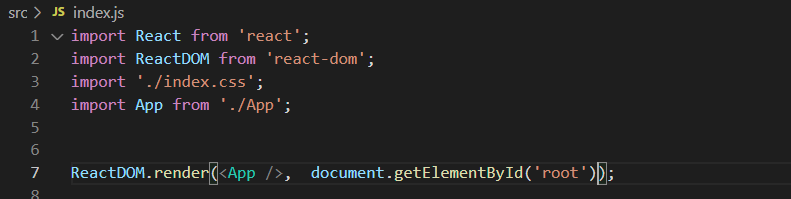 src > JS index.js
1 import React from 'react';
2 import ReactDOM from 'react-dom';
3 import './index.css';
4 import App from './App';
5
6
7 ReactDOM.render(<App />,  document.getElementById('root'));
8